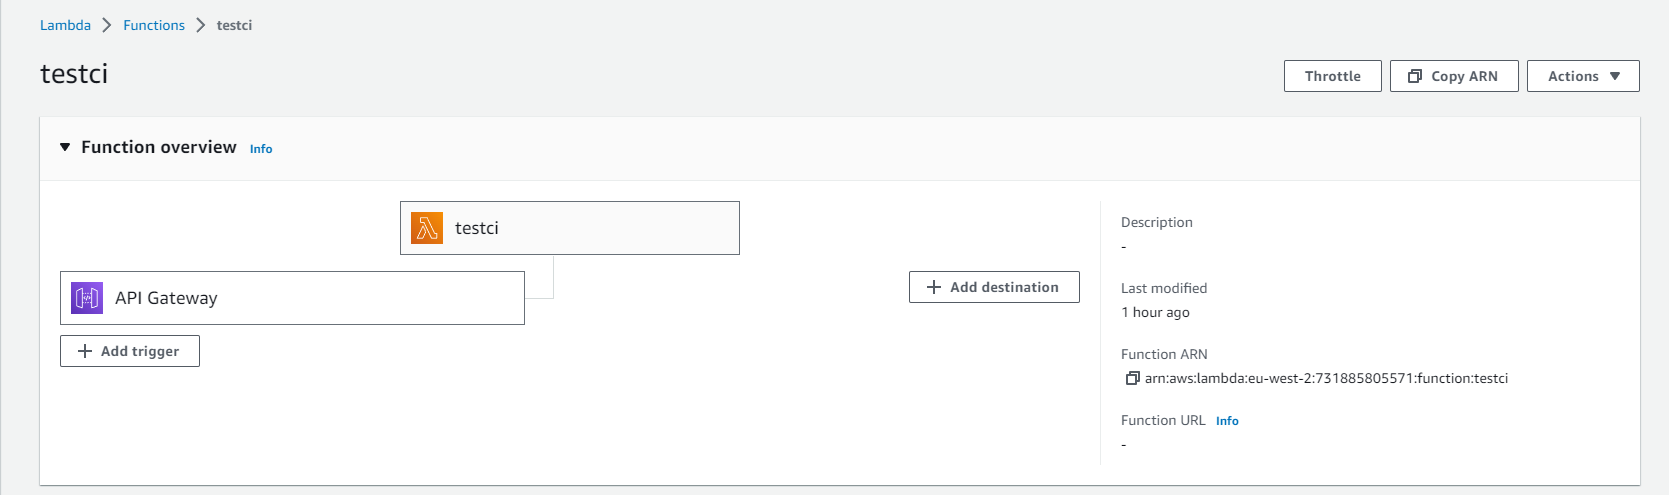 Lambda > Functions > testci
testci
Throttle
Copy ARN
Actions
Function overview Info
testci
API Gateway
+ Add trigger
+ Add destination
Description
-
Last modified
1 hour ago
Function ARN
arn:aws:lambda:eu-west-2:731885805571:function:testci
Function URL Info
-